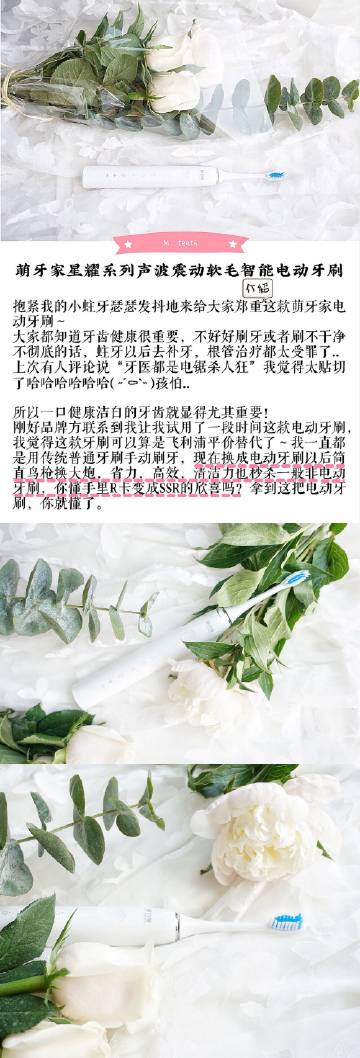 My teeth
萌牙家星耀系列声波震动软毛智能电动牙刷
介绍
抱紧我的小蛀牙瑟瑟发抖地来给大家郑重这款萌牙家电
动牙刷~
大家都知道牙齿健康很重要，不好好刷牙或者刷不干净
不彻底的话，蛀牙以后去补牙，根管治疗都太受罪了..
上次有人评论说“牙医都是电锯杀人狂”我觉得太贴切
了哈哈哈哈哈哈( ˶´⚰︎`˵ )孩怕..
所以一口健康洁白的牙齿就显得尤其重要！
刚好品牌方联系到我让我试用了一段时间这款电动牙刷，
我觉得这款牙刷可以算是飞利浦平价替代了~我一直都
是用传统普通牙刷手动刷牙，现在换成电动牙刷以后简
直鸟枪换大炮，省力、高效，清洁力也秒杀一般非电动
牙刷，你懂手里R卡变成SSR的欣喜吗？拿到这把电动牙
刷，你就懂了。